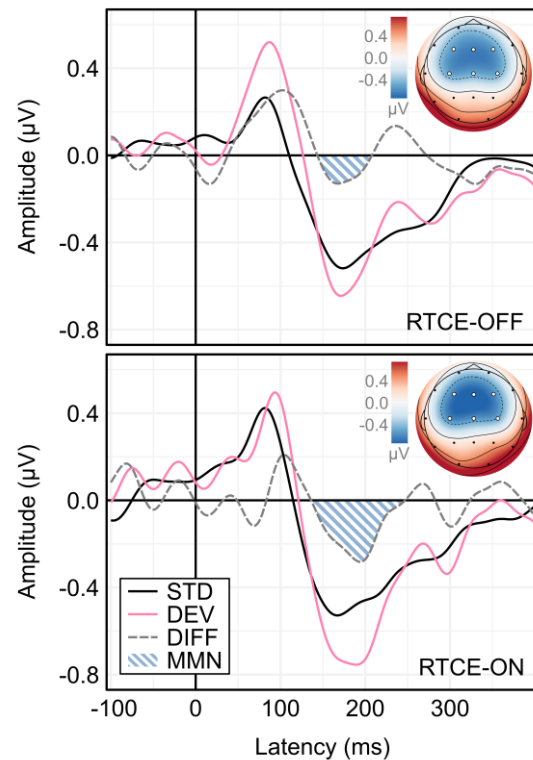 Amplitude (µV)
0.4
0.0
-0.4
-0.8
0.4
0.0
-0.4
µV
RTCE-OFF
Amplitude (µV)
0.4
0.0
-0.4
-0.8
0.4
0.0
-0.4
µV
STD
DEV
DIFF
MMN
RTCE-ON
-100 0 100 200 300
Latency (ms)